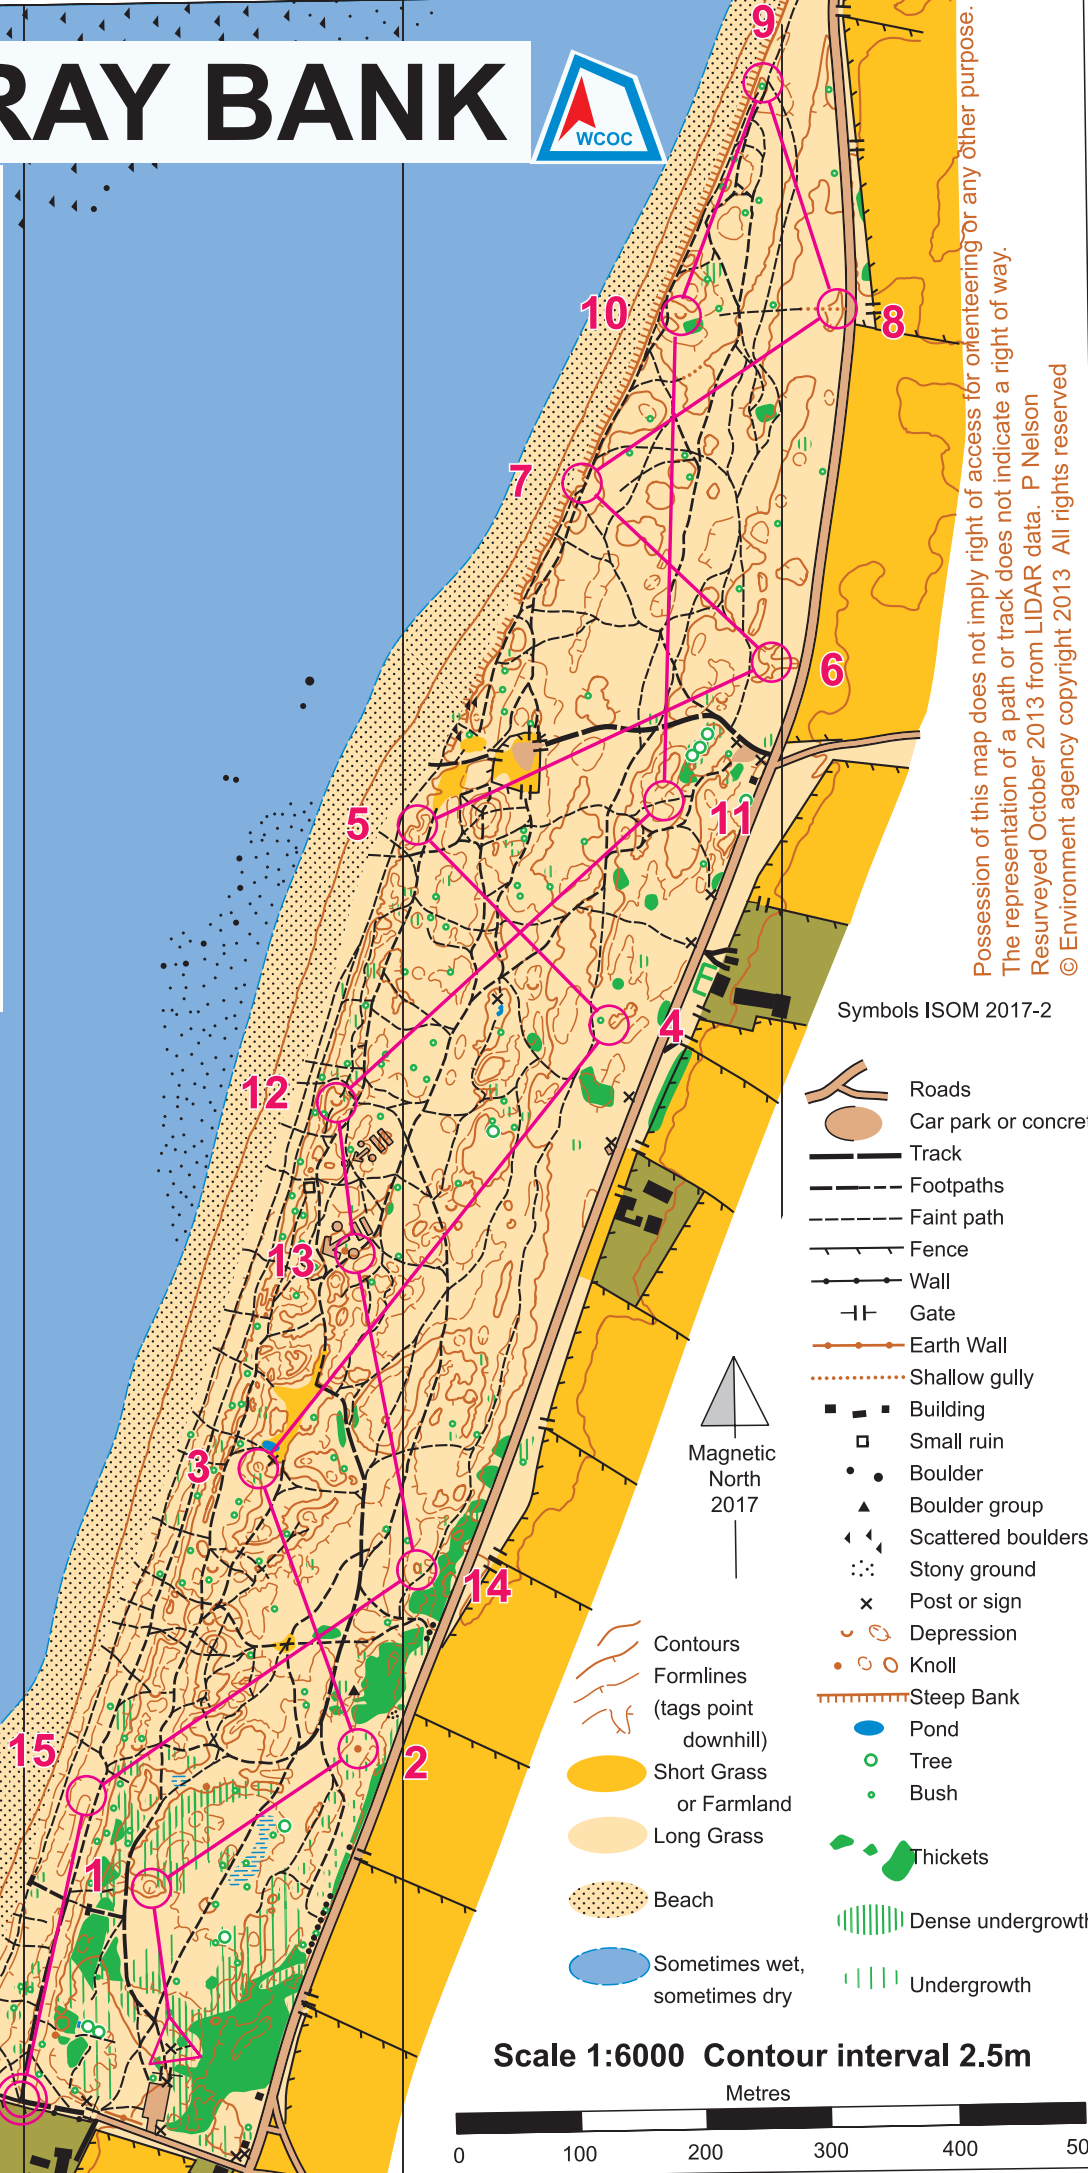 RAY BANK
WCOC
9
10
8
7
6
5
11
4
12
13
3
14
2
15
1
Possession of this map does not imply right of access for orienteering or any other purpose.
The representation of a path or track does not indicate a right of way.
Resurveyed October 2013 from LIDAR data. P Nelson
© Environment agency copyright 2013 All rights reserved
Symbols ISOM 2017-2
Roads
Car park or concre
Track
Footpaths
Faint path
Fence
Wall
Gate
Earth Wall
Shallow gully
Building
Small ruin
Boulder
Boulder group
Scattered boulders
Stony ground
Post or sign
Depression
Knoll
Steep Bank
Pond
Tree
Bush
Thickets
Dense undergrowth
Undergrowth
Magnetic
North
2017
Contours
Formlines
(tags point
downhill)
Short Grass
or Farmland
Long Grass
Beach
Sometimes wet,
sometimes dry
Scale 1:6000 Contour interval 2.5m
Metres
0 100 200 300 400 50